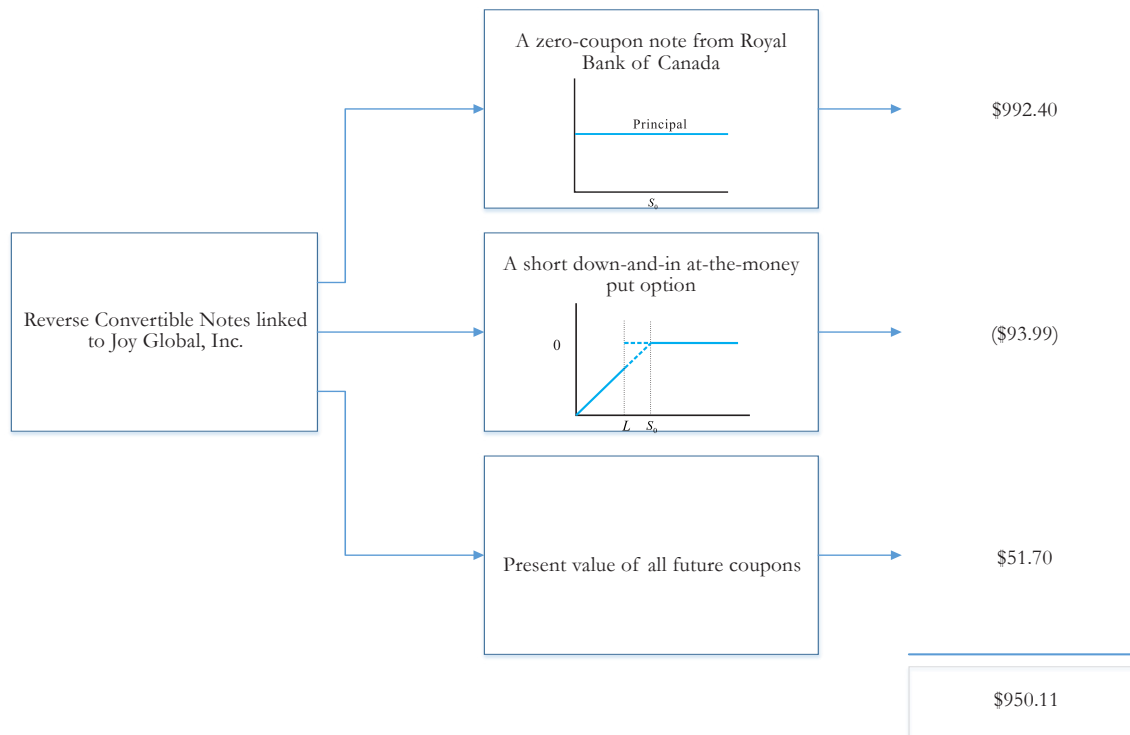 A zero-coupon note from Royal
Bank of Canada
Principal
S₀
$992.40
Reverse Convertible Notes linked
to Joy Global, Inc.
A short down-and-in at-the-money
put option
0
L S₀
($93.99)
Present value of all future coupons
$51.70
$950.11